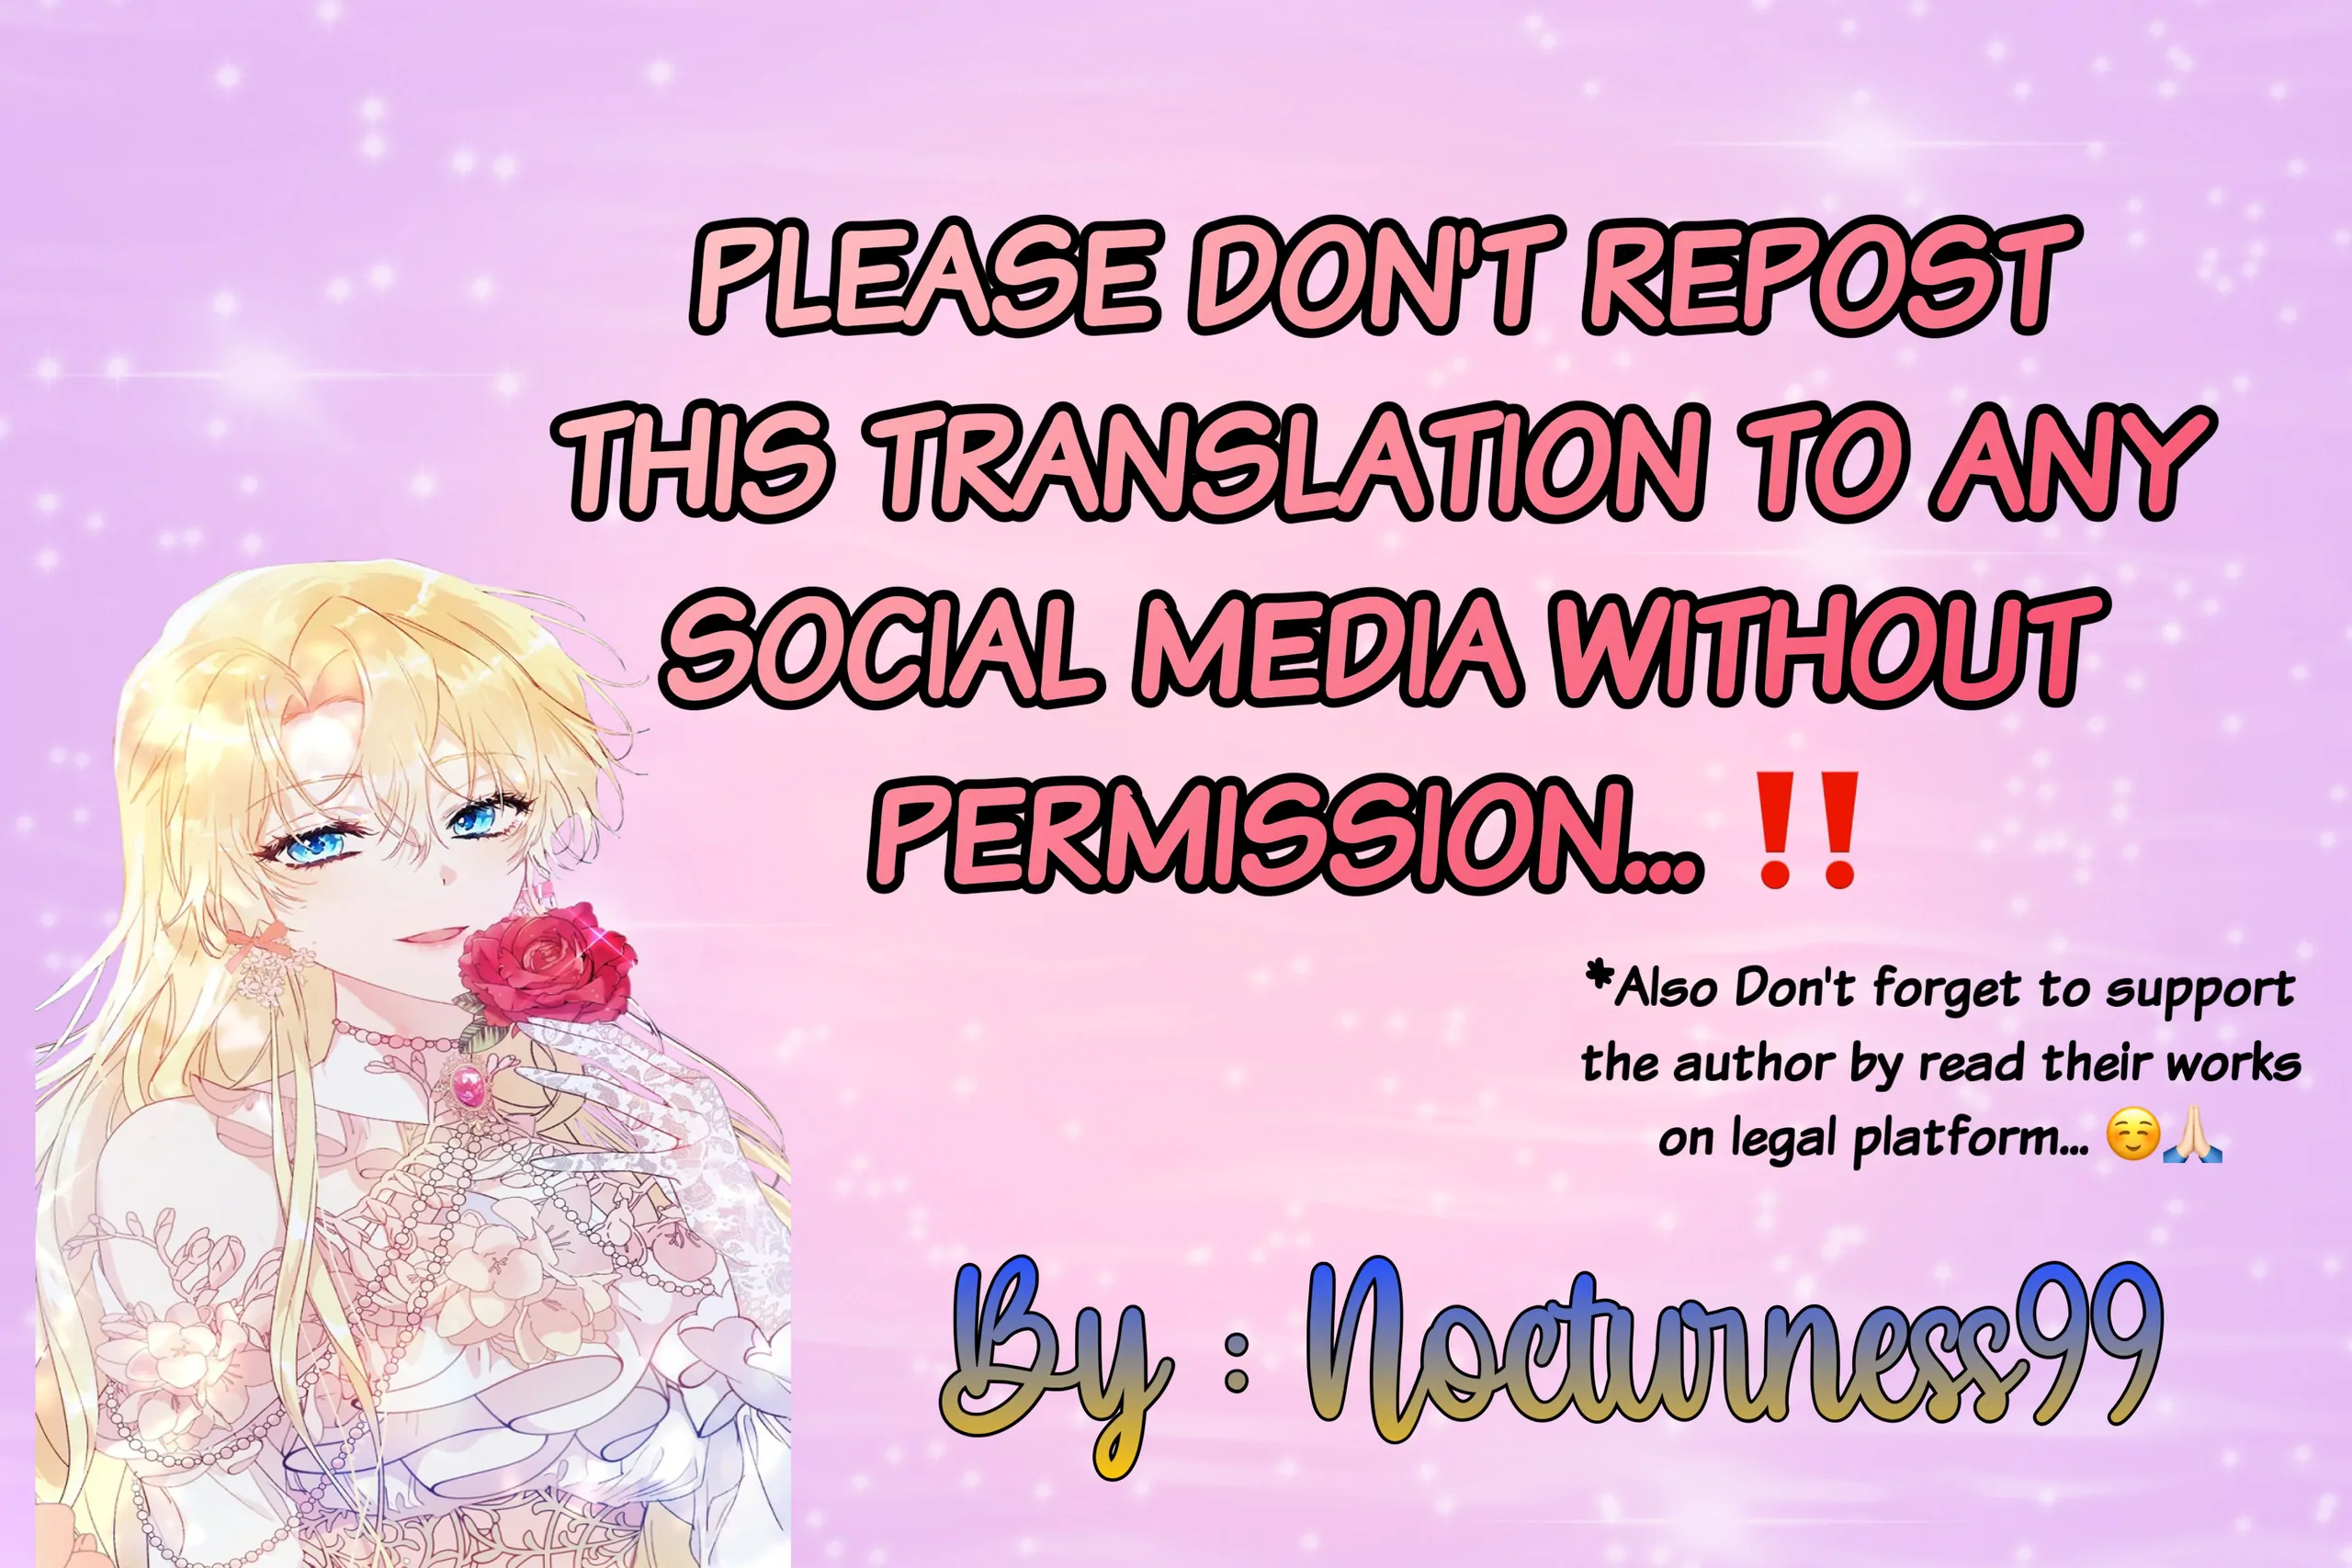 PLEASE DON'T REPOST
THIS TRANSLATION TO ANY
SOCIAL MEDIA WITHOUT
PERMISSION... ‼️
*Also Don't forget to support
the author by read their works
on legal platform... ☺️🙏🏻
By : Nocturness99